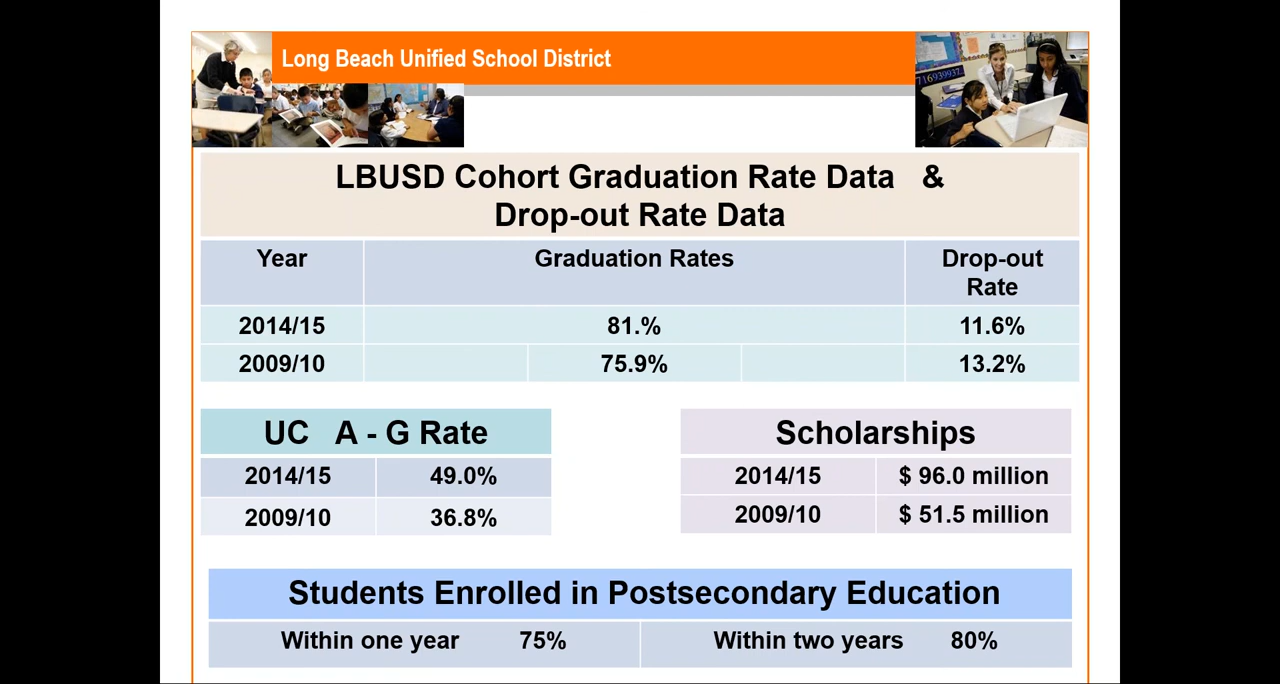 716939937
Long Beach Unified School District
LBUSD Cohort Graduation Rate Data &
Drop-out Rate Data
Year Graduation Rates Drop-out
Rate
2014/15 81.% 11.6%
2009/10 75.9% 13.2%
UC A - G Rate Scholarships
2014/15 49.0% 2014/15 $ 96.0 million
2009/10 36.8% 2009/10 $ 51.5 million
Students Enrolled in Postsecondary Education
Within one year 75% Within two years 80%